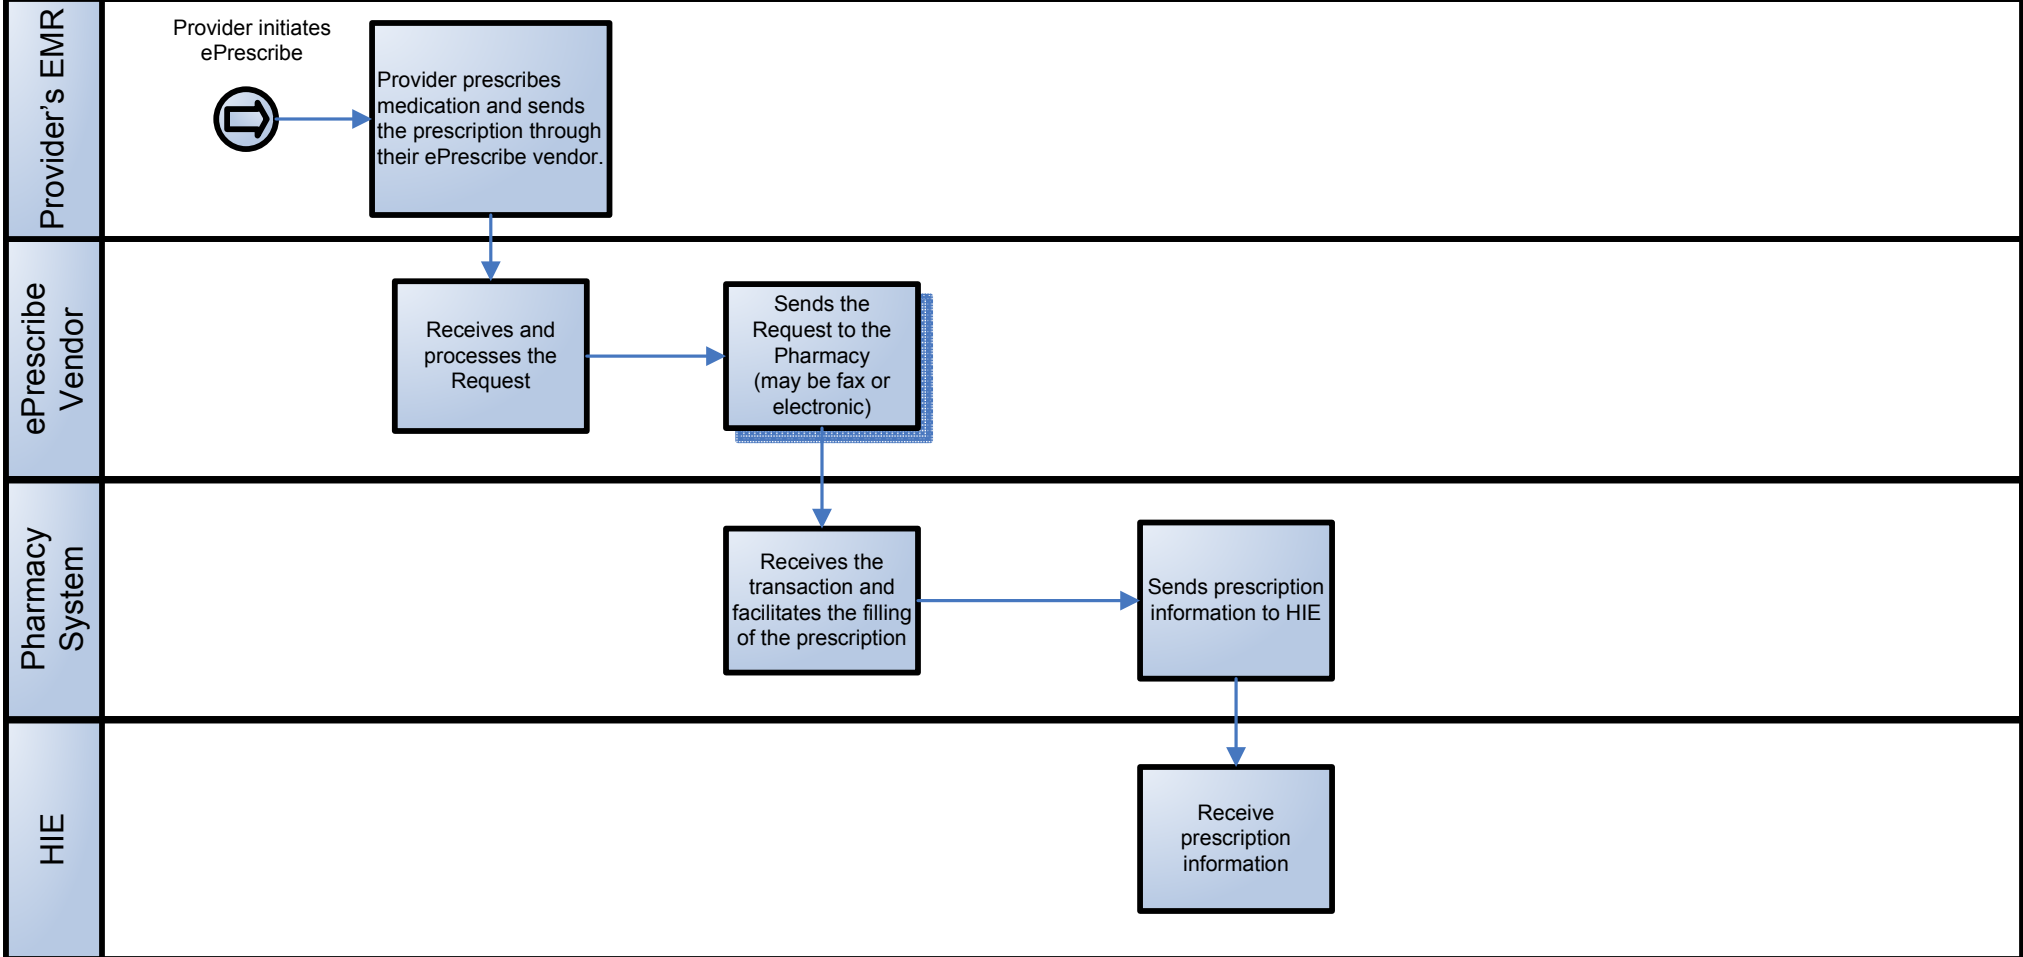 Provider's EMR
Provider initiates
ePrescribe
Provider prescribes
medication and sends
the prescription through
their ePrescribe vendor.
ePrescribe
Vendor
Receives and
processes the
Request
Sends the
Request to the
Pharmacy
(may be fax or
electronic)
Pharmacy
System
Receives the
transaction and
facilitates the filling
of the prescription
Sends prescription
information to HIE
HIE
Receive
prescription
information